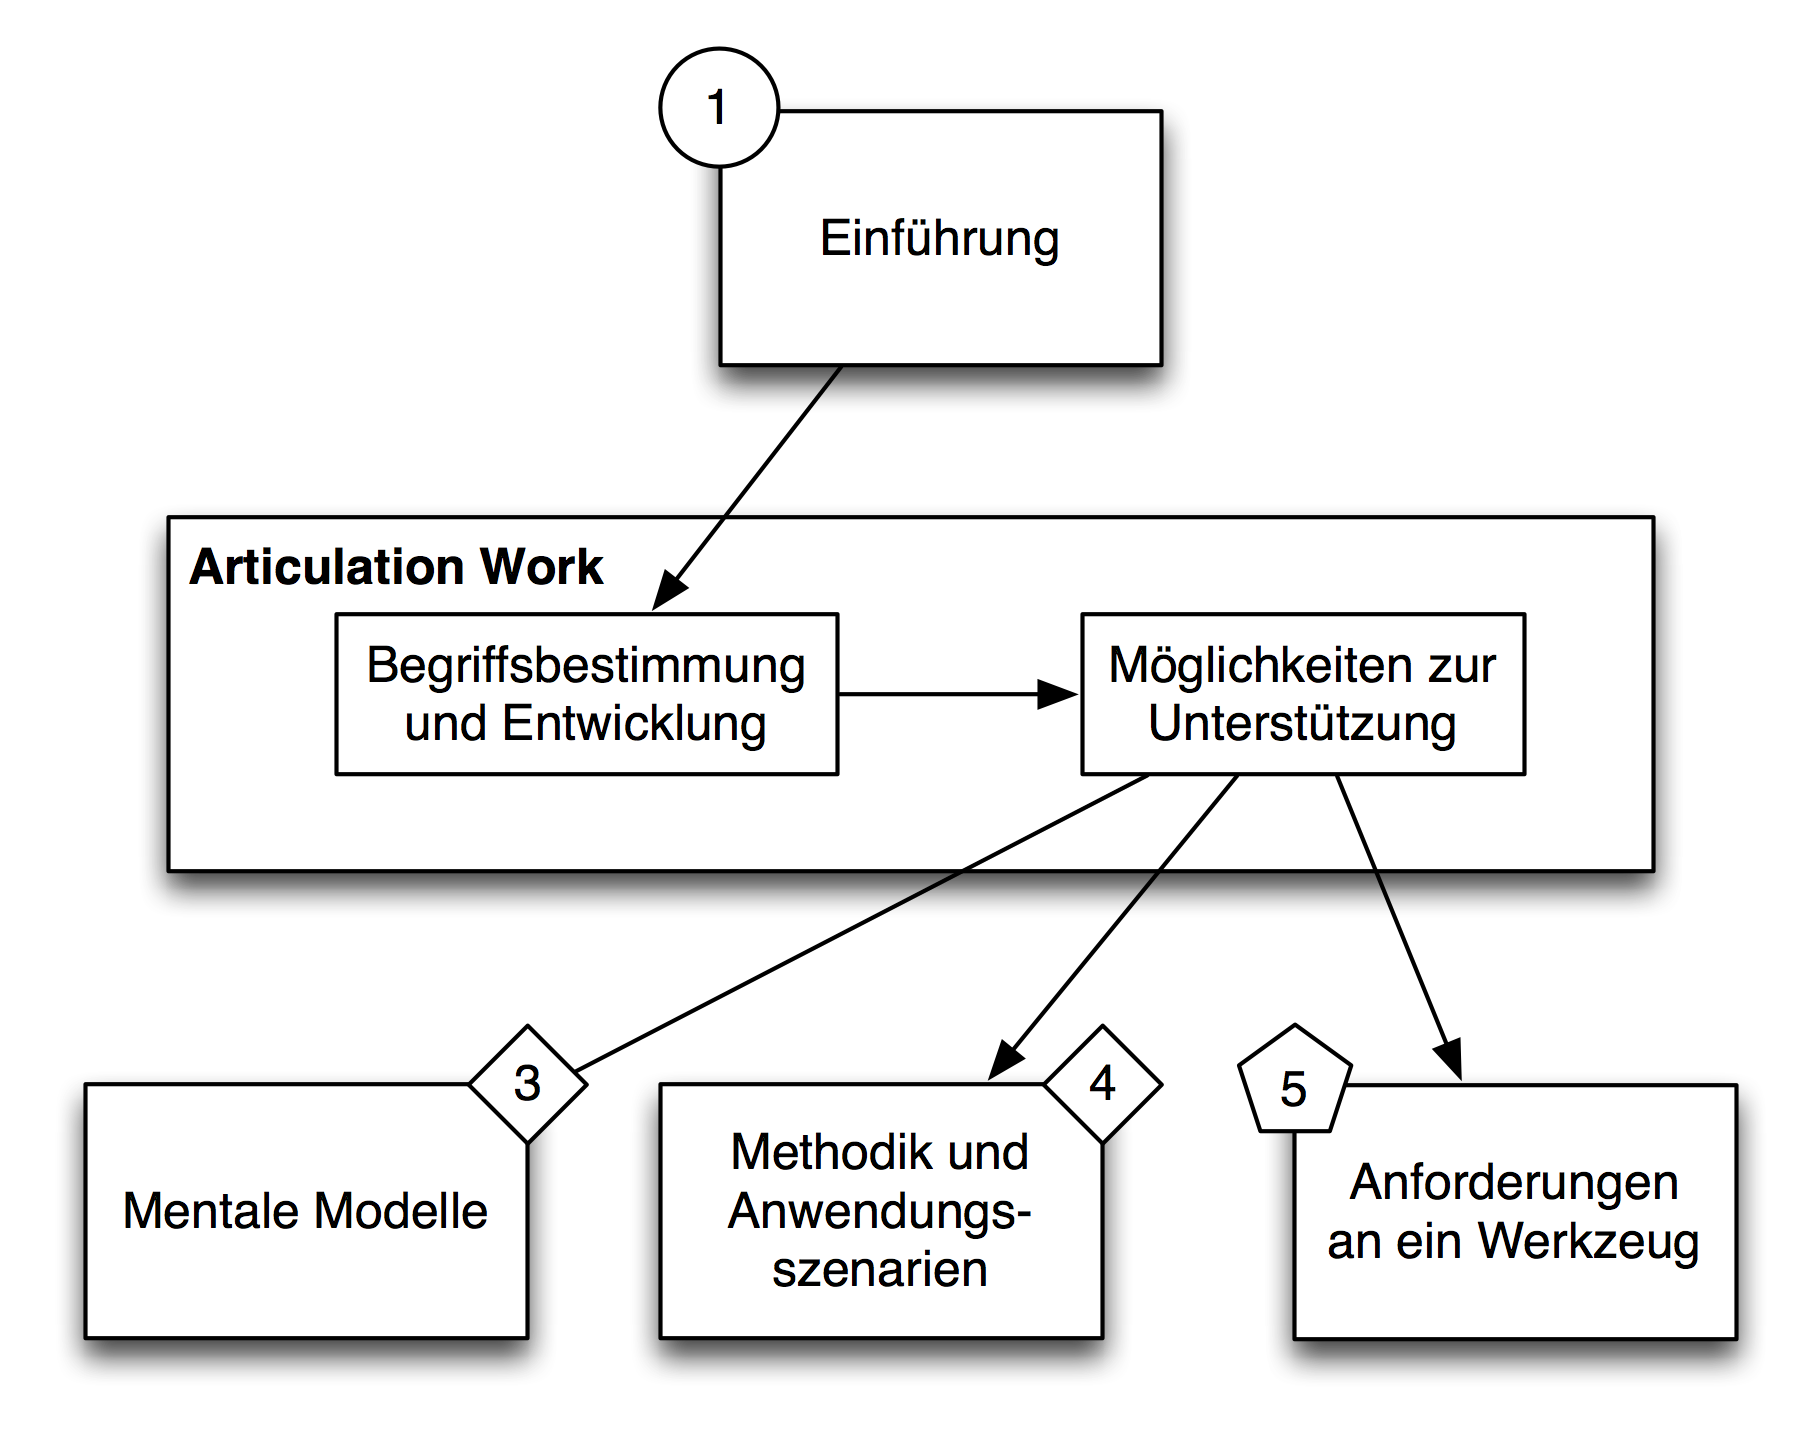 1
Einführung
Articulation Work
Begriffsbestimmung
und Entwicklung
Möglichkeiten zur
Unterstützung
3
Mentale Modelle
4
Methodik und
Anwendungs-
szenarien
5
Anforderungen
an ein Werkzeug